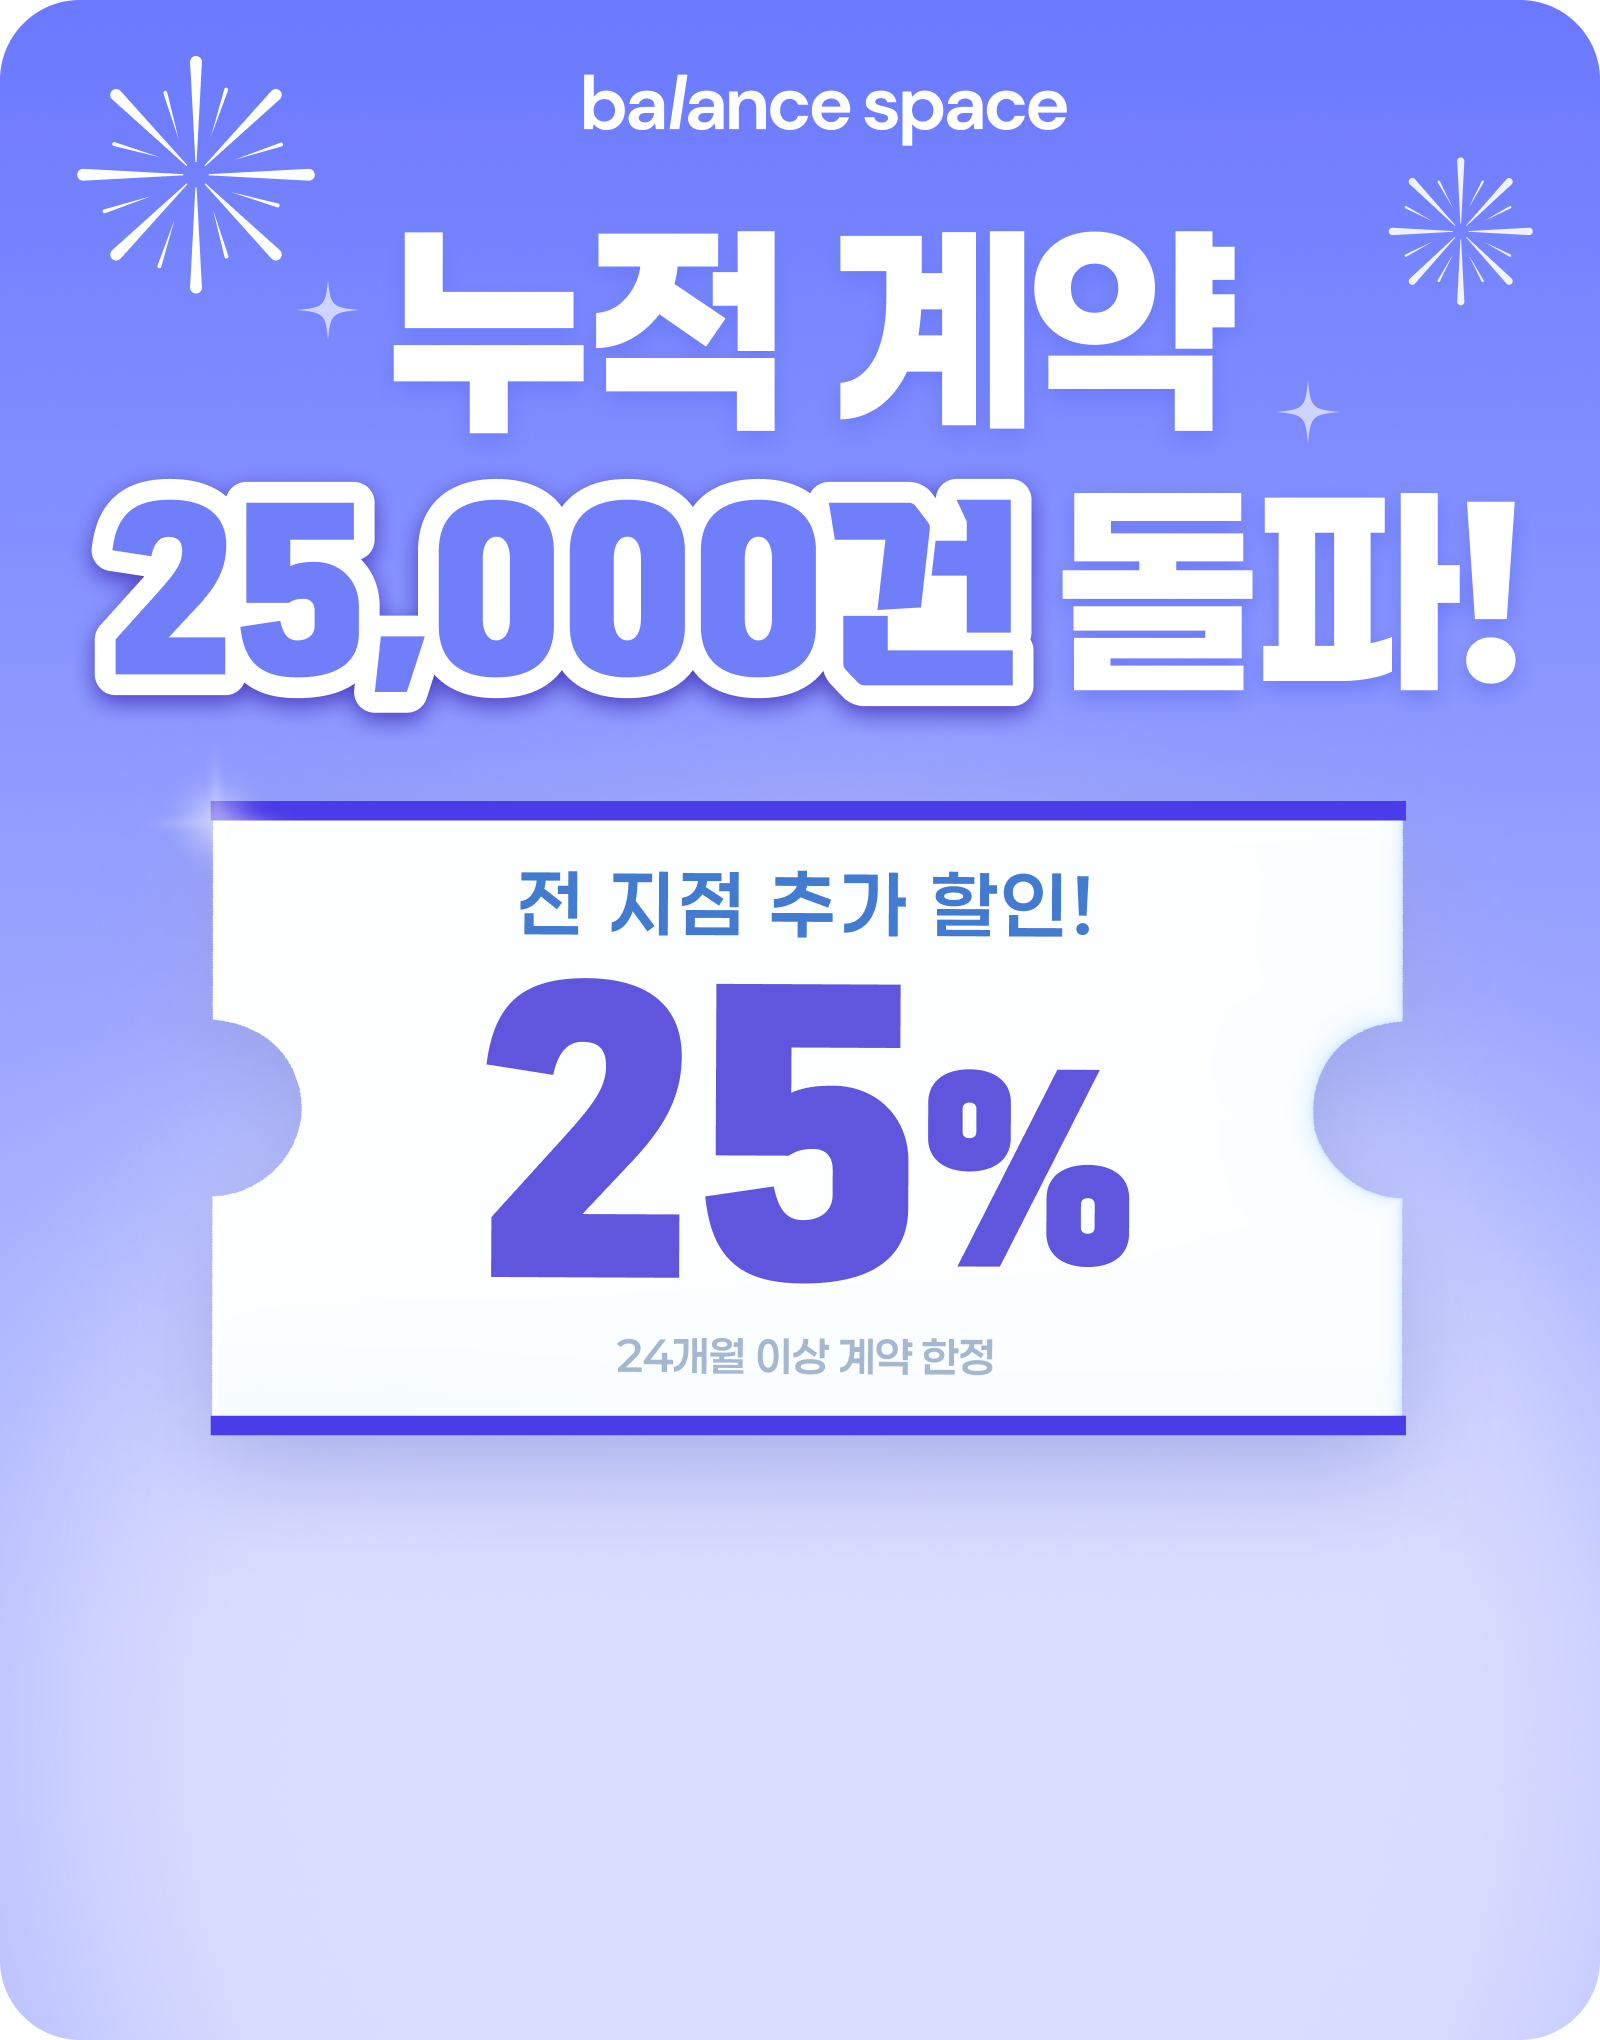 balance space
누적 계약
25,000건 돌파!
전 지점 추가 할인!
25%
24개월 이상 계약 한정